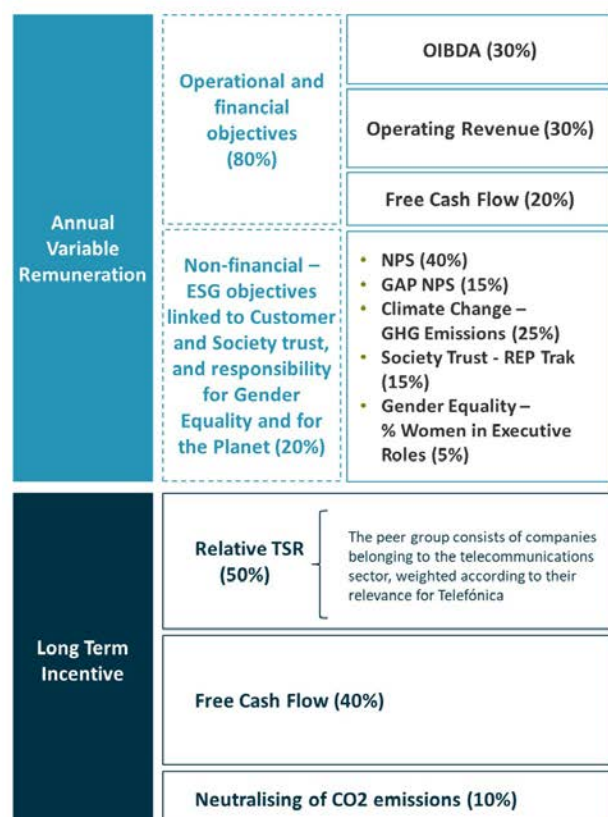 Annual
Variable
Remuneration
Operational and
financial
objectives
(80%)
OIBDA (30%)
Operating Revenue (30%)
Free Cash Flow (20%)
Non-financial –
ESG objectives
linked to Customer
and Society trust,
and responsibility
for Gender
Equality and for
the Planet (20%)
• NPS (40%)
• GAP NPS (15%)
• Climate Change –
GHG Emissions (25%)
• Society Trust - REP Trak
(15%)
• Gender Equality –
% Women in Executive
Roles (5%)
Long Term
Incentive
Relative TSR
(50%)
The peer group consists of companies
belonging to the telecommunications
sector, weighted according to their
relevance for Telefónica
Free Cash Flow (40%)
Neutralising of CO2 emissions (10%)